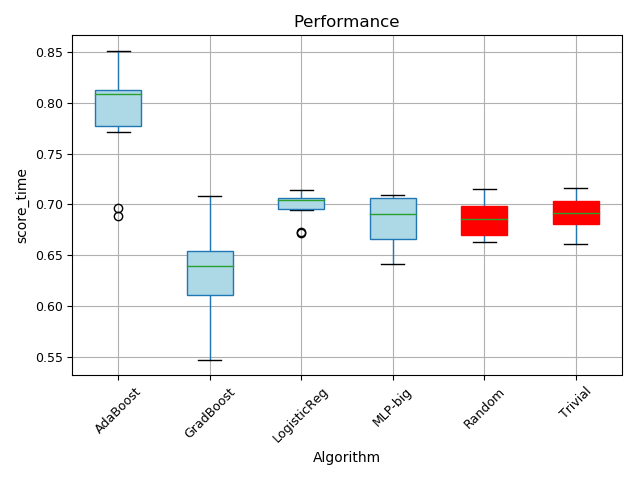 Performance
0.85
0.80
0.75
0.70
0.65
0.60
0.55
score_time
AdaBoost
GradBoost
LogisticReg
MLP-big
Random
Trivial
Algorithm